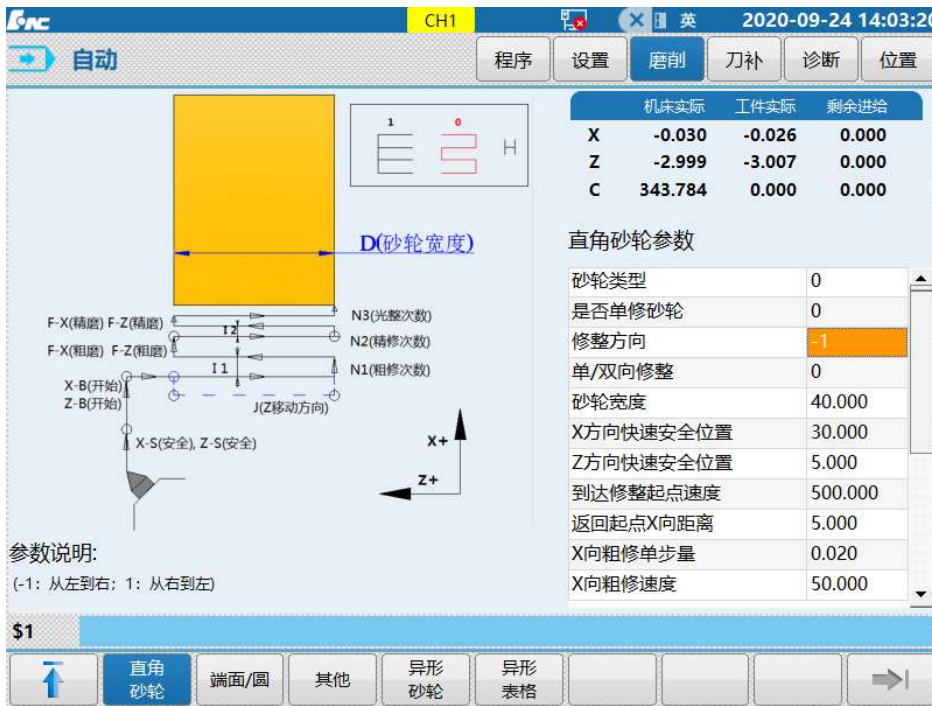 HNC CH1 英 2020-09-24 14:03:20
自动 程序 设置 磨削 刀补 诊断 位置
机床实际 工件实际 剩余进给
X -0.030 -0.026 0.000
Z -2.999 -3.007 0.000
C 343.784 0.000 0.000
1 0
H
D(砂轮宽度)
F-X(精磨) F-Z(精磨) I2 N3(光整次数)
N2(精修次数)
F-X(粗磨) F-Z(粗磨) I1 N1(粗修次数)
X-B(开始)
Z-B(开始) J(Z移动方向)
X-S(安全), Z-S(安全) X+
Z+
直角砂轮参数
砂轮类型 0
是否单修砂轮 0
修整方向 -1
单/双向修整 0
砂轮宽度 40.000
X方向快速安全位置 30.000
Z方向快速安全位置 5.000
到达修整起点速度 500.000
返回起点X向距离 5.000
X向粗修单步量 0.020
X向粗修速度 50.000
参数说明:
(-1: 从左到右; 1: 从右到左)
$1
直角
砂轮
端面/圆
其他
异形
砂轮
异形
表格